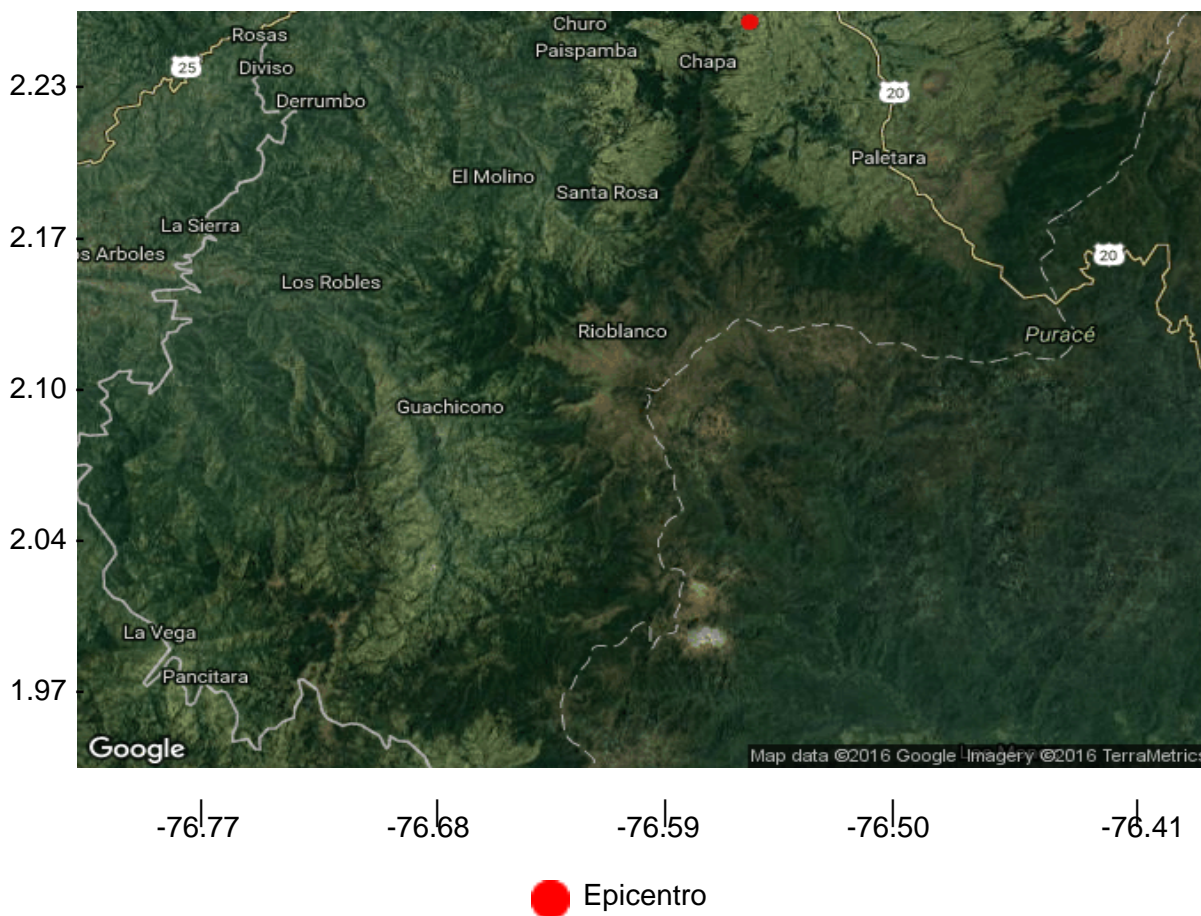 Churo
Rosas
Paispamba
25
Diviso
Chapa
2.23
20
Derrumbo
Paletara
El Molino
Santa Rosa
La Sierra
2.17
s Arboles
20
Los Robles
Rioblanco
Puracé
2.10
Guachicono
2.04
La Vega
Pancitara
1.97
Google
Map data ©2016 Google Imagery ©2016 TerraMetrics
-76.77 -76.68 -76.59 -76.50 -76.41
Epicentro